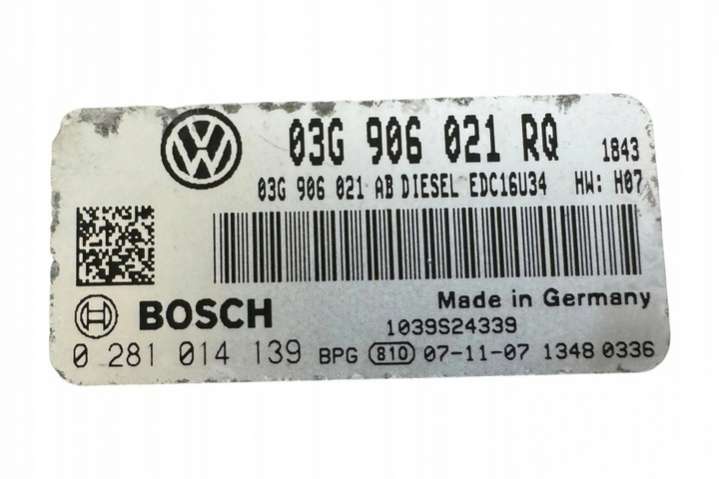 03G 906 021 RQ 1843
03G 906 021 AB DIESEL EDC16U34 HW: H07
BOSCH Made in Germany
1039S24339
0 281 014 139 BPG 810 07-11-07 1348 0336